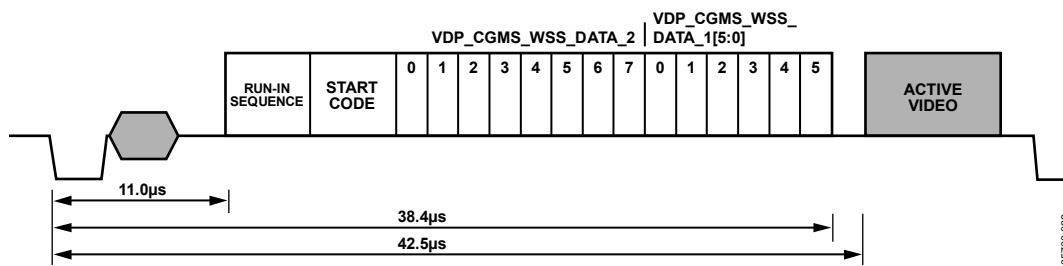 VDP_CGMS_WSS_DATA_2
VDP_CGMS_WSS_
DATA_1[5:0]
RUN-IN
SEQUENCE
START
CODE
0 1 2 3 4 5 6 7 0 1 2 3 4 5
ACTIVE
VIDEO
11.0µs
38.4µs
42.5µs